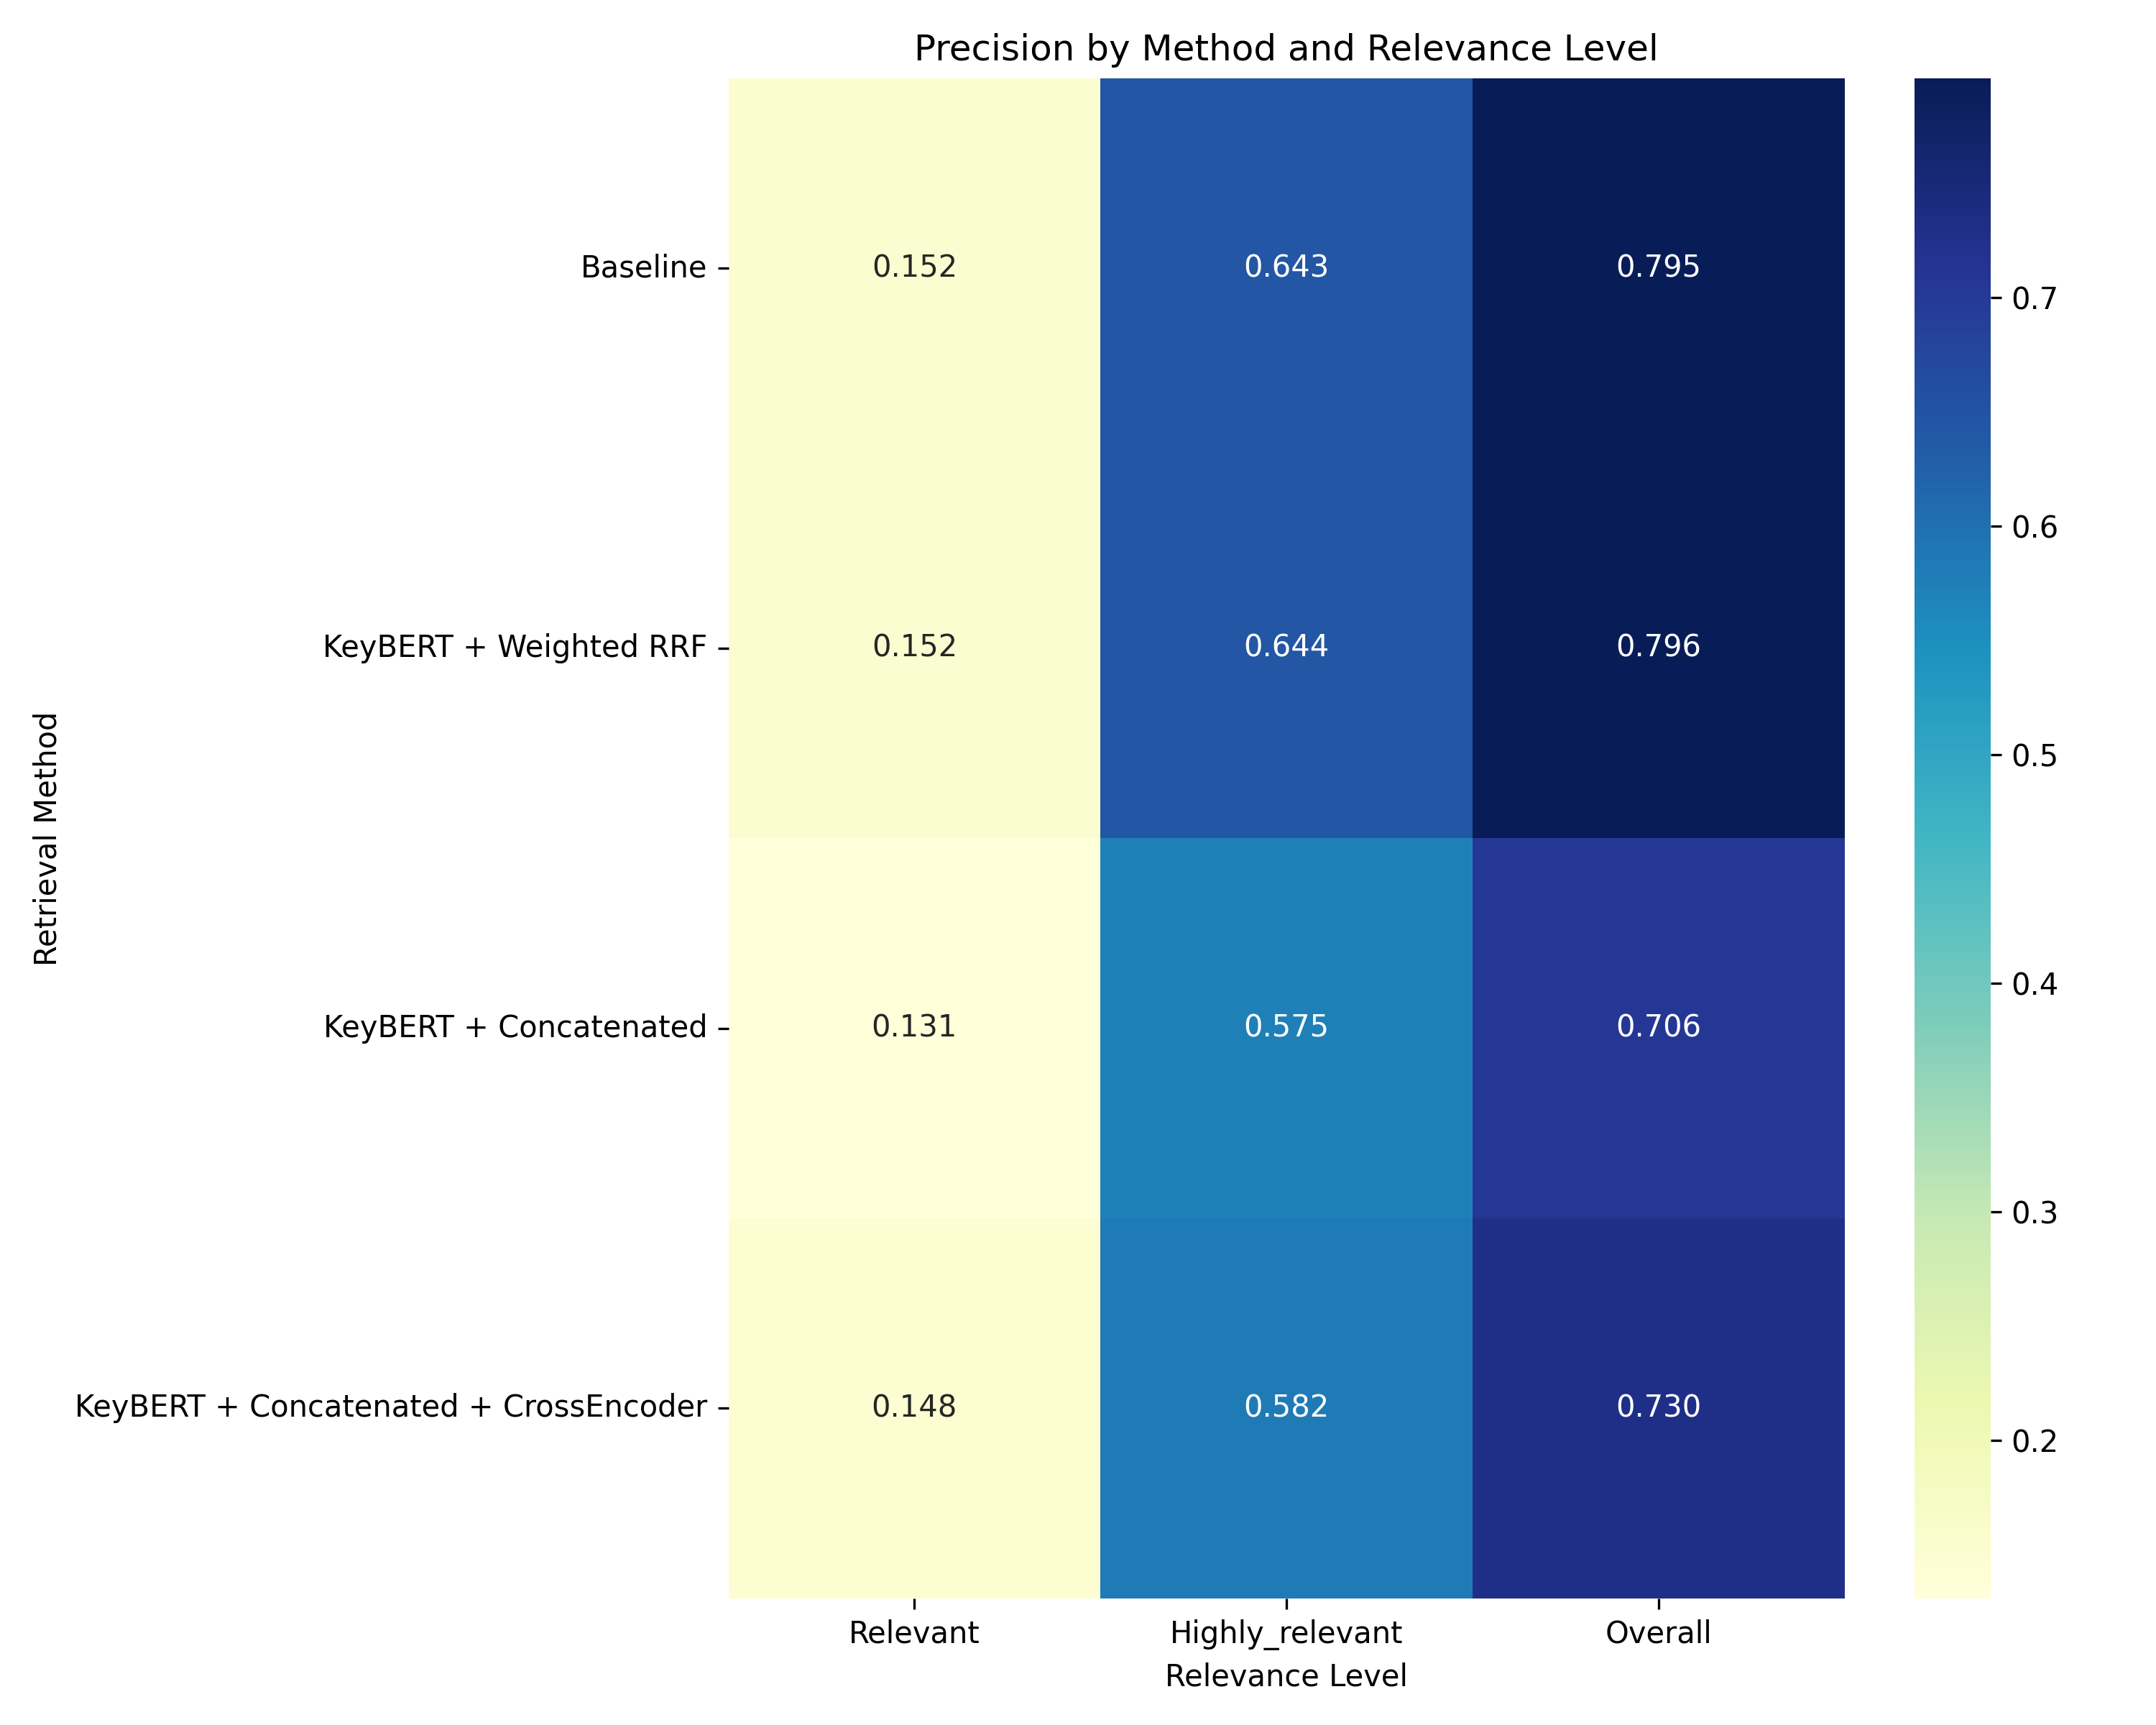 Precision by Method and Relevance Level
Retrieval Method
Baseline 0.152 0.643 0.795
KeyBERT + Weighted RRF 0.152 0.644 0.796
KeyBERT + Concatenated 0.131 0.575 0.706
KeyBERT + Concatenated + CrossEncoder 0.148 0.582 0.730
Relevant Highly_relevant Overall
Relevance Level
0.7
0.6
0.5
0.4
0.3
0.2